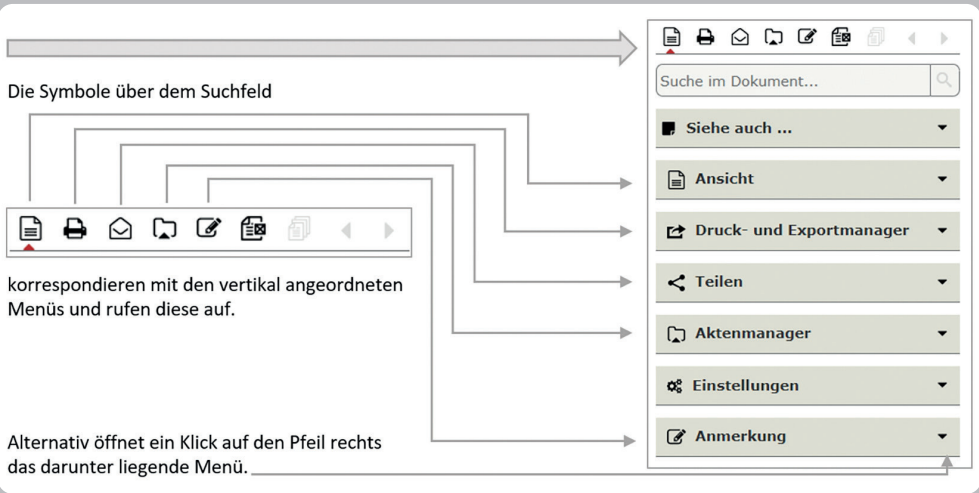 Suche im Dokument...
Die Symbole über dem Suchfeld
Siehe auch ...
Ansicht
Druck- und Exportmanager
korrespondieren mit den vertikal angeordneten
Menüs und rufen diese auf.
Teilen
Aktenmanager
Einstellungen
Anmerkung
Alternativ öffnet ein Klick auf den Pfeil rechts
das darunter liegende Menü.